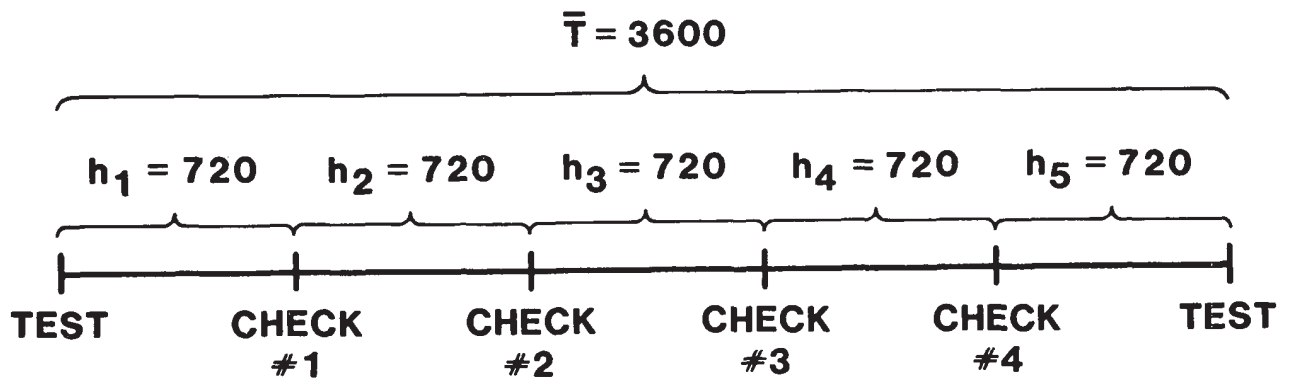 T̿ = 3600
h₁ = 720 h₂ = 720 h₃ = 720 h₄ = 720 h₅ = 720
TEST CHECK CHECK CHECK CHECK TEST
#1 #2 #3 #4